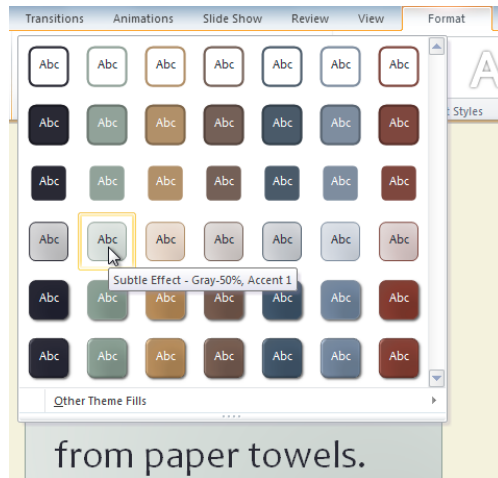 Transitions Animations Slide Show Review View Format
Abc Abc Abc Abc Abc Abc Abc
A
Abc Abc Abc Abc Abc Abc Abc
Styles
Abc Abc Abc Abc Abc Abc Abc
Abc Abc Abc Abc Abc Abc Abc
Subtle Effect - Gray-50%, Accent 1
Abc Abc Abc Abc Abc Abc Abc
Abc Abc Abc Abc Abc Abc Abc
Other Theme Fills
from paper towels.